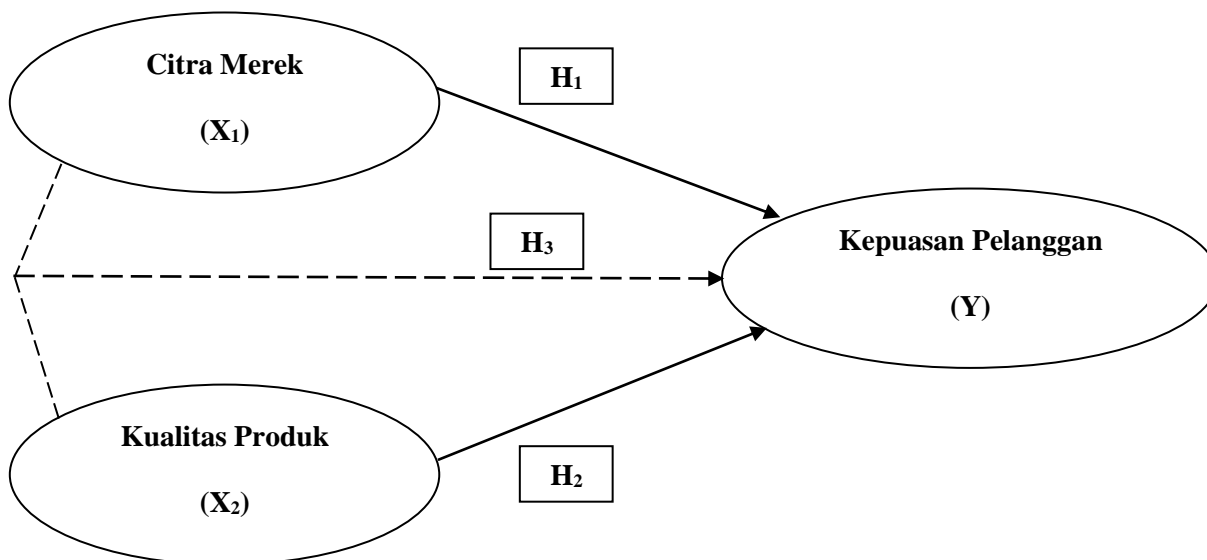 Citra Merek
(X₁)
H₁
H₃
Kepuasan Pelanggan
(Y)
Kualitas Produk
(X₂)
H₂